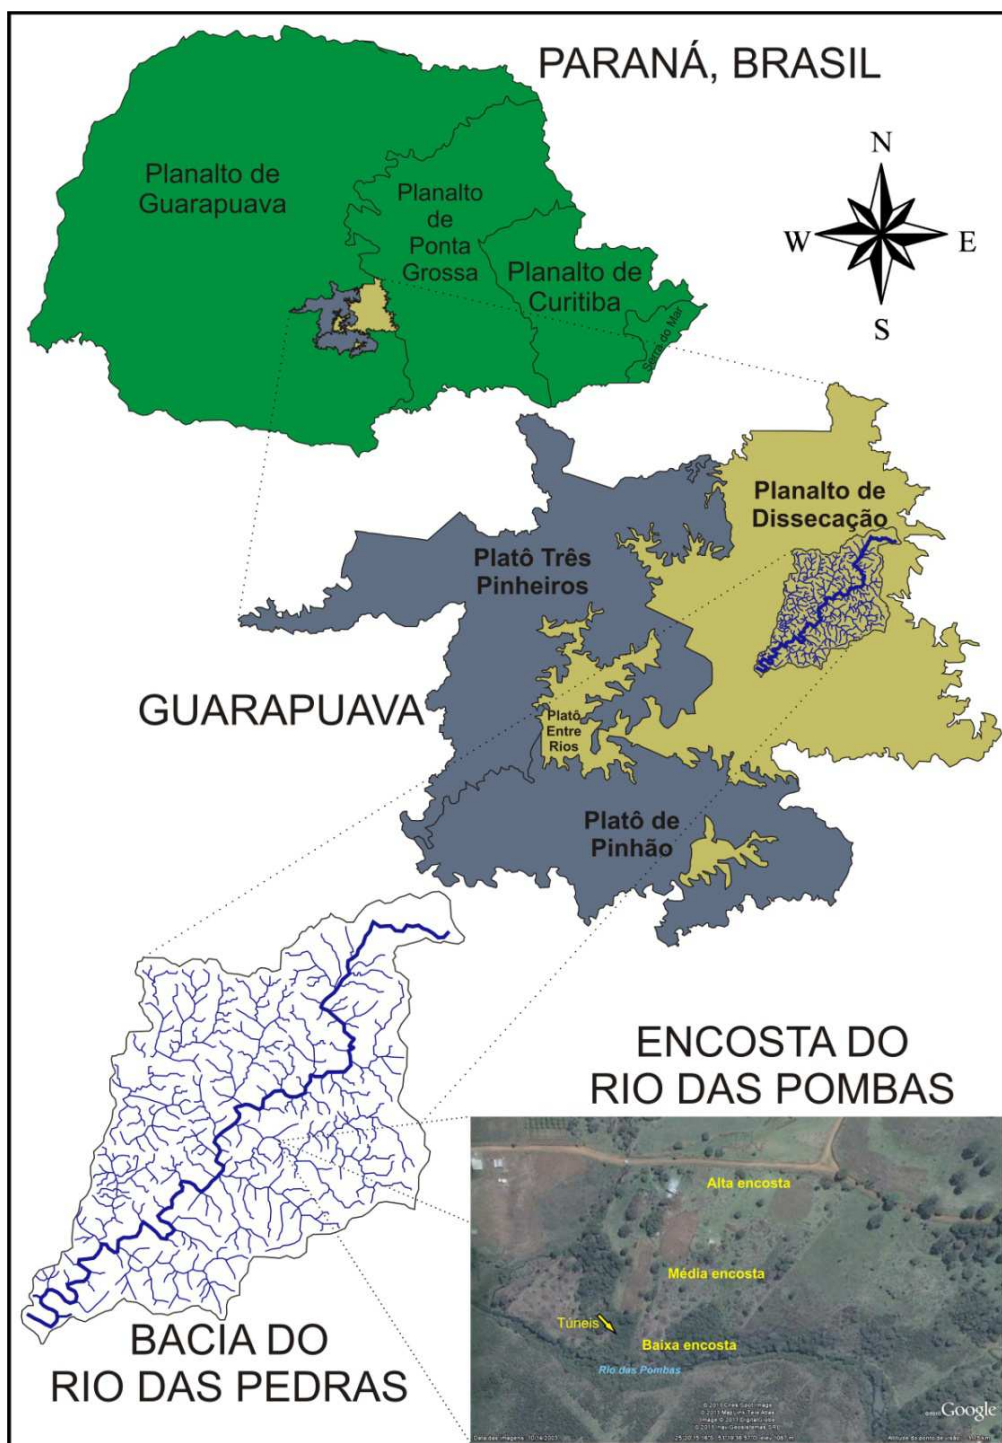 PARANÁ, BRASIL
N
W
E
S
Planalto de
Guarapuava
Planalto
de
Ponta
Grossa
Planalto de
Curitiba
Serra do Mar
Planalto de
Dissecação
Platô Três
Pinheiros
GUARAPUAVA
Platô
Entre
Rios
Platô de
Pinhão
ENCOSTA DO
RIO DAS POMBAS
Alta encosta
Média encosta
Túneis
Baixa encosta
Rio das Pombas
Google
BACIA DO
RIO DAS PEDRAS